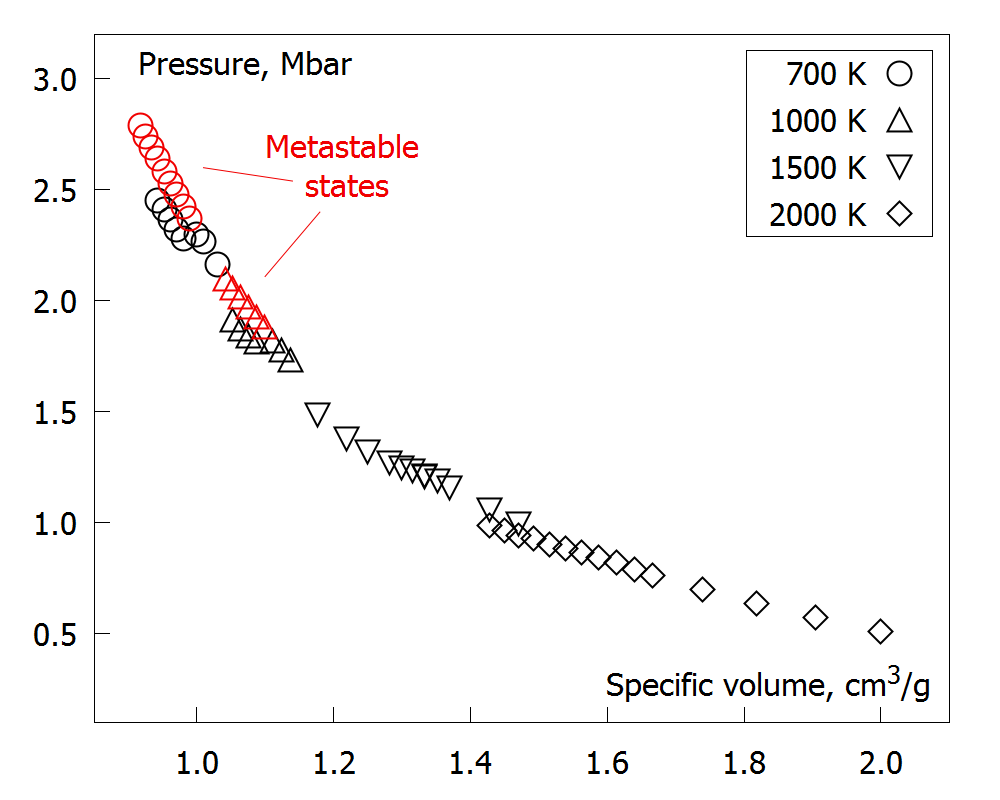 Pressure, Mbar
3.0
2.5
2.0
1.5
1.0
0.5
Metastable
states
700 K
1000 K
1500 K
2000 K
Specific volume, cm³/g
1.0 1.2 1.4 1.6 1.8 2.0